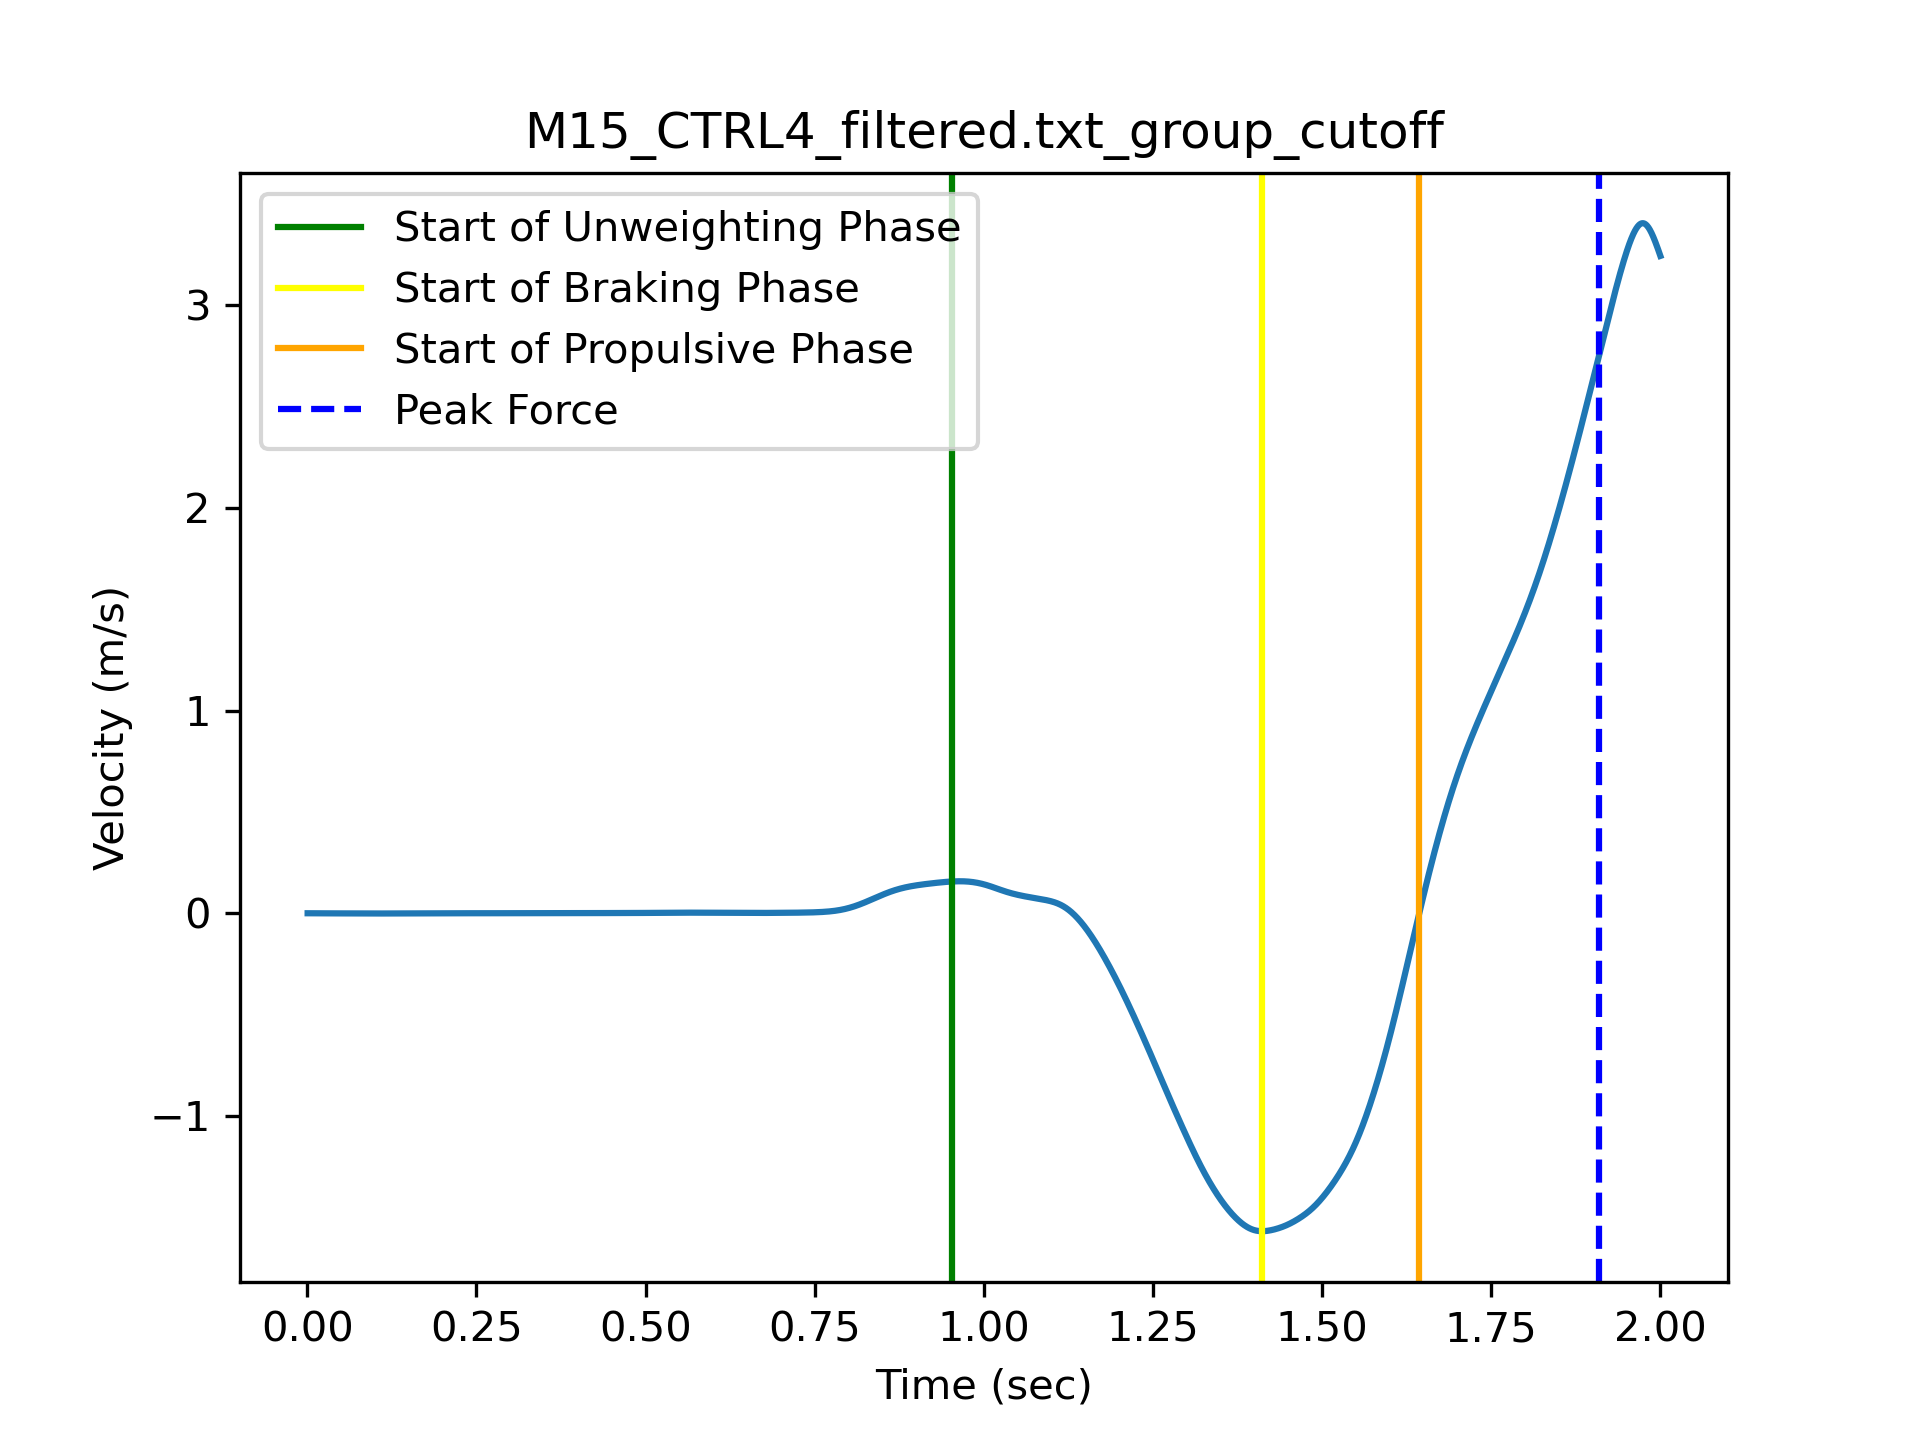 M15_CTRL4_filtered.txt_group_cutoff
Start of Unweighting Phase
Start of Braking Phase
Start of Propulsive Phase
Peak Force
Velocity (m/s)
3
2
1
0
−1
0.00 0.25 0.50 0.75 1.00 1.25 1.50 1.75 2.00
Time (sec)